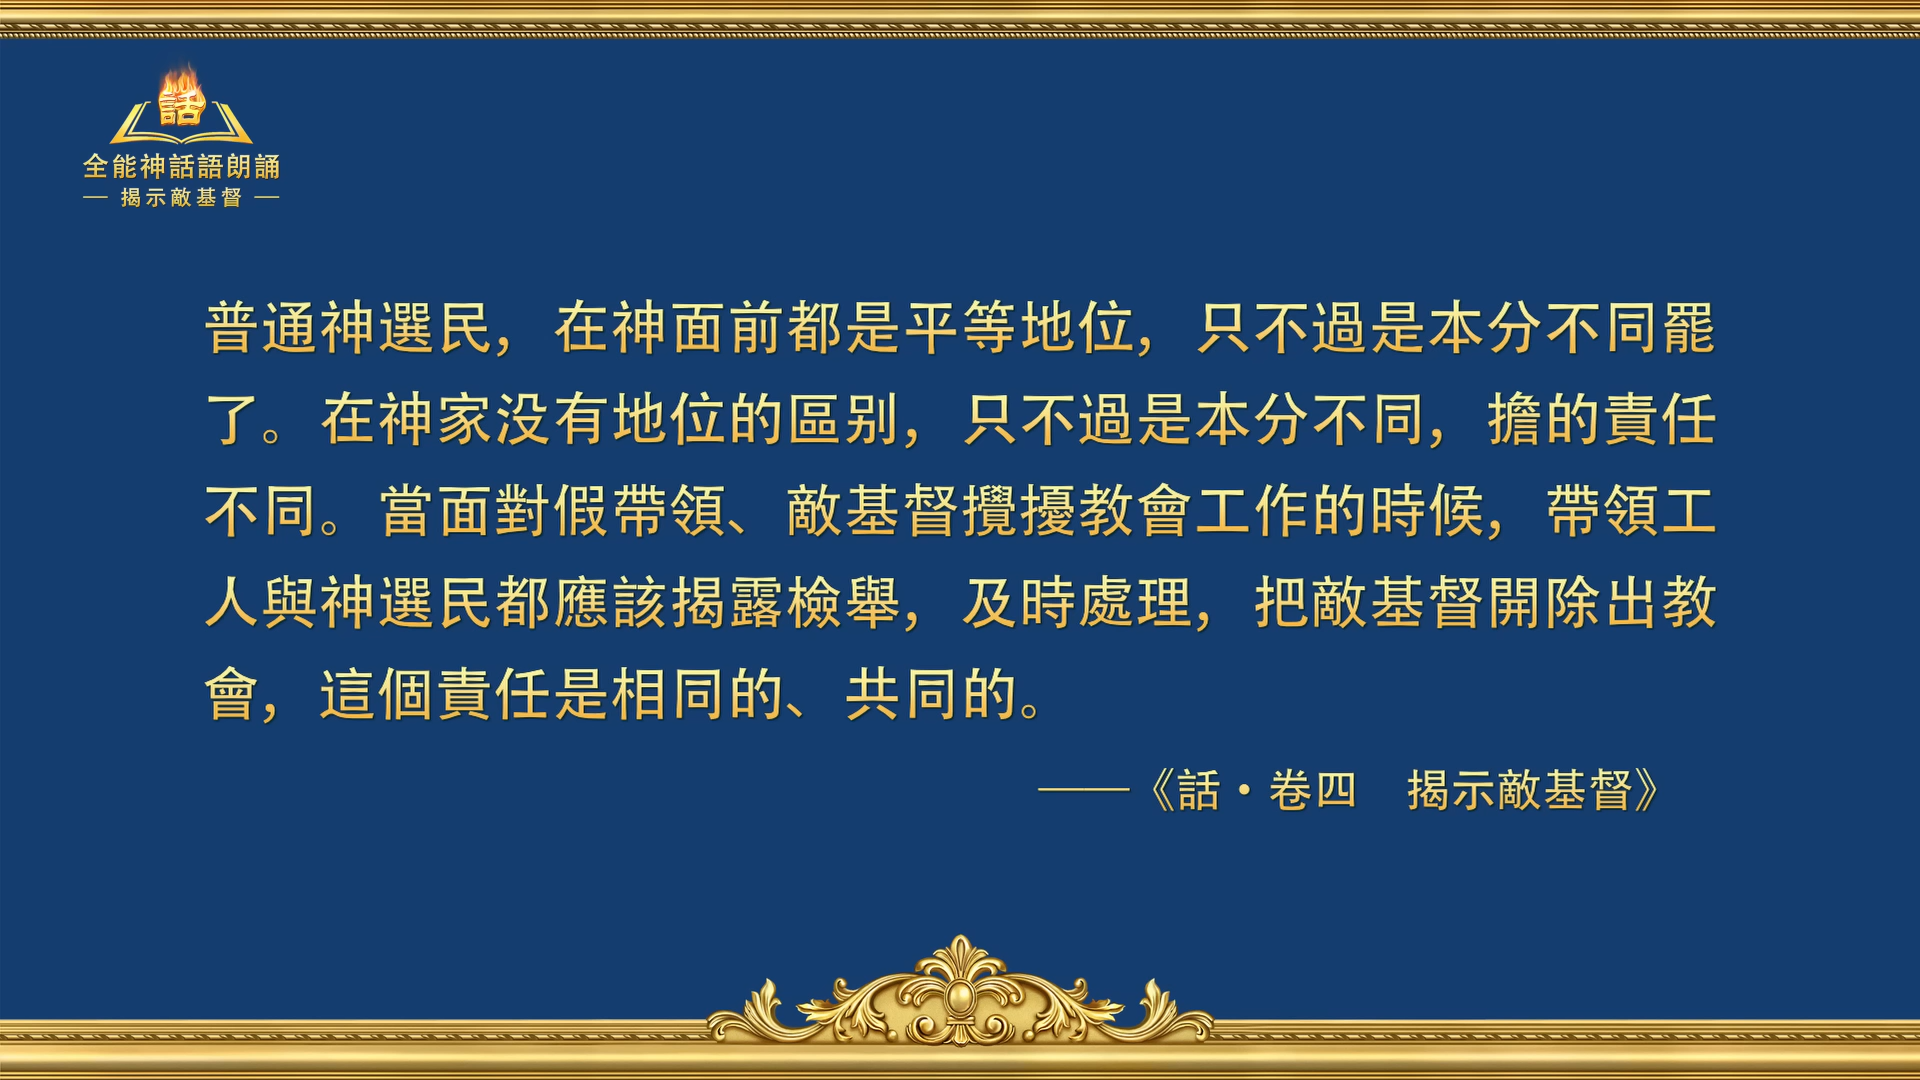 話
全能神話語朗誦
— 揭示敵基督 —
普通神選民，在神面前都是平等地位，只不過是本分不同罷
了。在神家没有地位的區别，只不過是本分不同，擔的責任
不同。當面對假帶領、敵基督攪擾教會工作的時候，帶領工
人與神選民都應該揭露檢舉，及時處理，把敵基督開除出教
會，這個責任是相同的、共同的。
——《話・卷四　揭示敵基督》